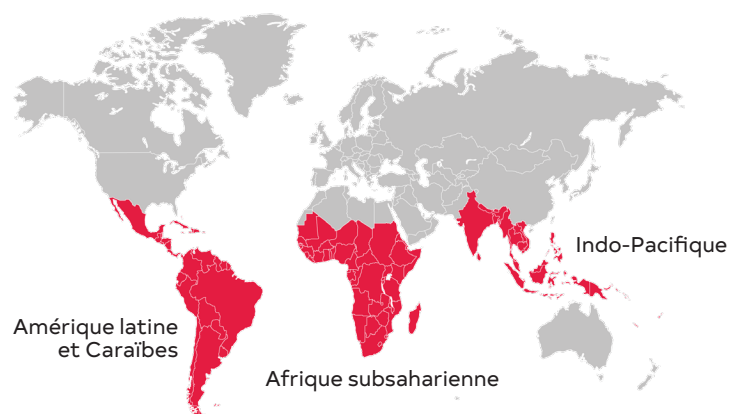 Indo-Pacifique
Amérique latine
et Caraïbes
Afrique subsaharienne